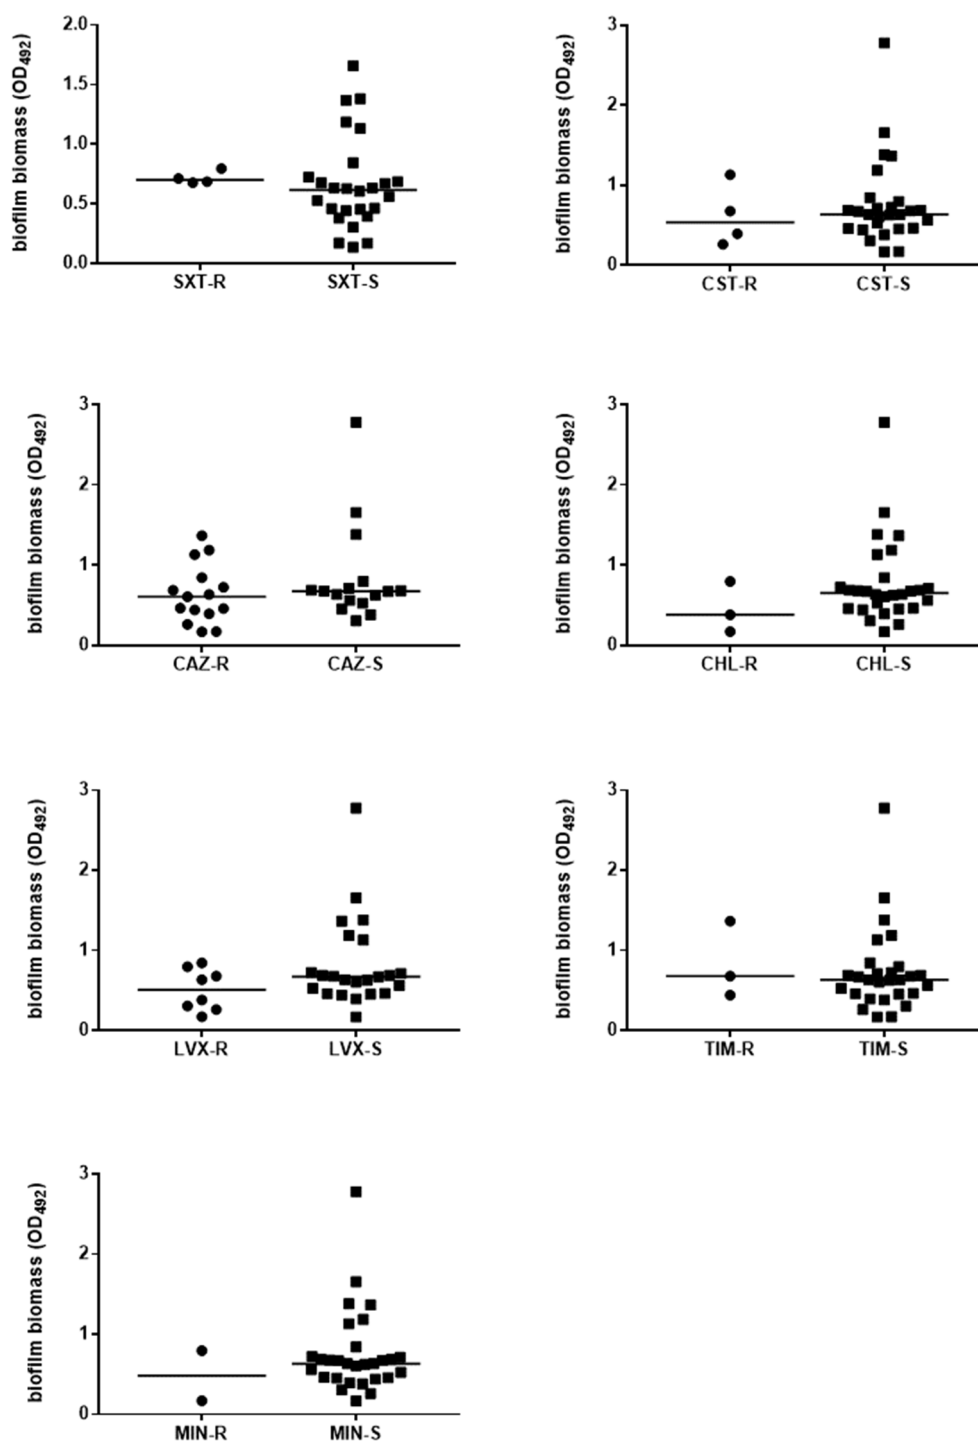 biofilm biomass (OD492)
2.0
1.5
1.0
0.5
0.0
SXT-R SXT-S
biofilm biomass (OD492)
3
2
1
0
CST-R CST-S
biofilm biomass (OD492)
3
2
1
0
CAZ-R CAZ-S
biofilm biomass (OD492)
3
2
1
0
CHL-R CHL-S
biofilm biomass (OD492)
3
2
1
0
LVX-R LVX-S
biofilm biomass (OD492)
3
2
1
0
TIM-R TIM-S
biofilm biomass (OD492)
3
2
1
0
MIN-R MIN-S